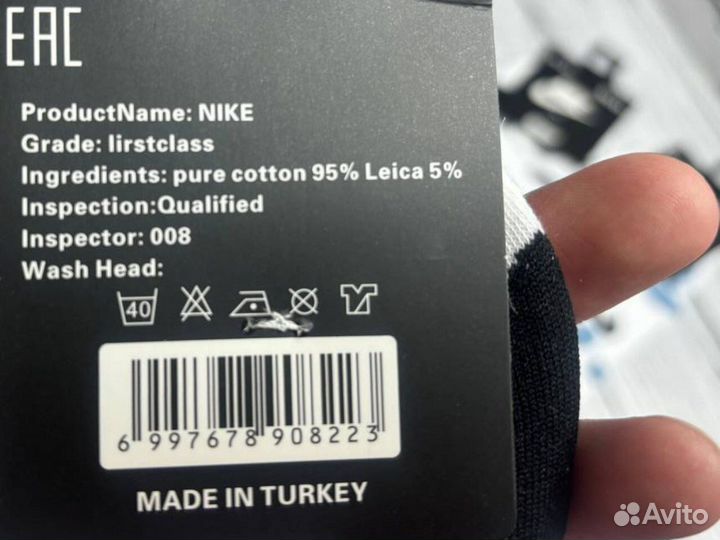 EAC
ProductName: NIKE
Grade: lirstclass
Ingredients: pure cotton 95% Leica 5%
Inspection:Qualified
Inspector: 008
Wash Head:
40
6 997678 908223
MADE IN TURKEY
Avito